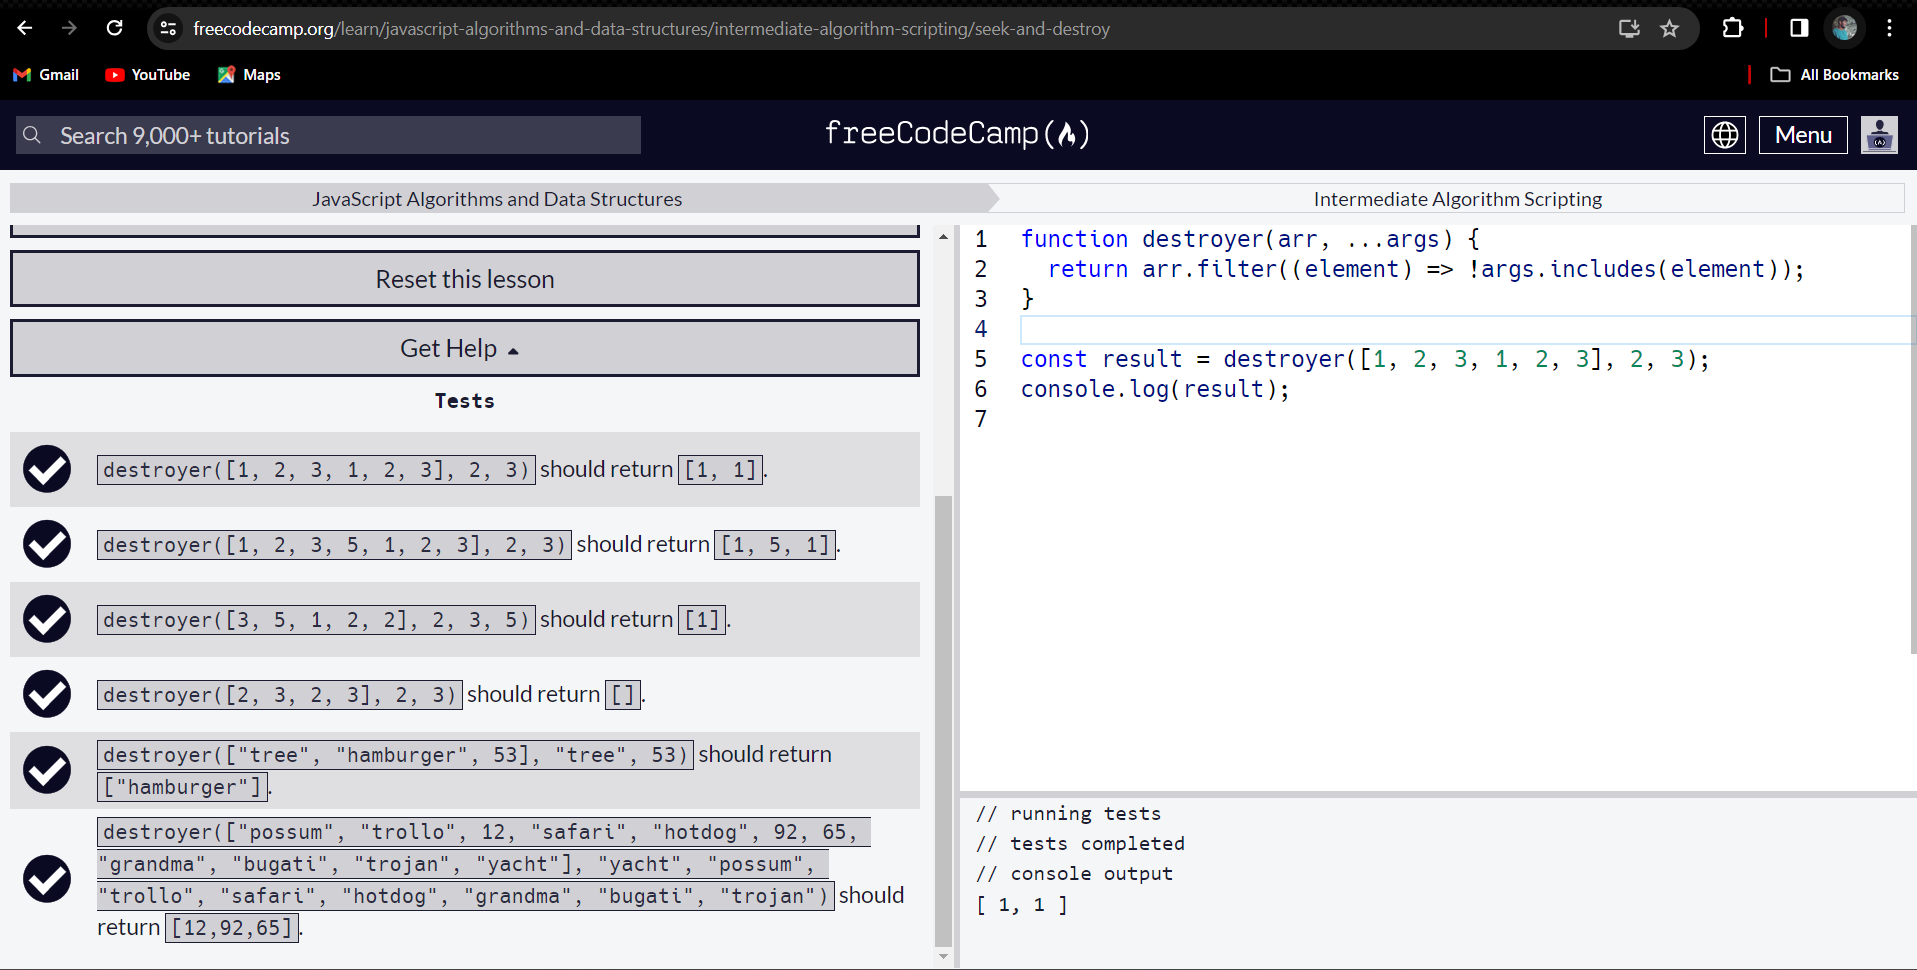 freecodecamp.org/learn/javascript-algorithms-and-data-structures/intermediate-algorithm-scripting/seek-and-destroy
Gmail YouTube Maps All Bookmarks
Search 9,000+ tutorials freeCodeCamp Menu
JavaScript Algorithms and Data Structures Intermediate Algorithm Scripting
Reset this lesson
Get Help
Tests
destroyer([1, 2, 3, 1, 2, 3], 2, 3) should return [1, 1].
destroyer([1, 2, 3, 5, 1, 2, 3], 2, 3) should return [1, 5, 1].
destroyer([3, 5, 1, 2, 2], 2, 3, 5) should return [1].
destroyer([2, 3, 2, 3], 2, 3) should return [].
destroyer(["tree", "hamburger", 53], "tree", 53) should return
["hamburger"].
destroyer(["possum", "trollo", 12, "safari", "hotdog", 92, 65,
"grandma", "bugati", "trojan", "yacht"], "yacht", "possum",
"trollo", "safari", "hotdog", "grandma", "bugati", "trojan") should
return [12,92,65].
1 function destroyer(arr, ...args) {
2 return arr.filter((element) => !args.includes(element));
3 }
4
5 const result = destroyer([1, 2, 3, 1, 2, 3], 2, 3);
6 console.log(result);
7
// running tests
// tests completed
// console output
[ 1, 1 ]